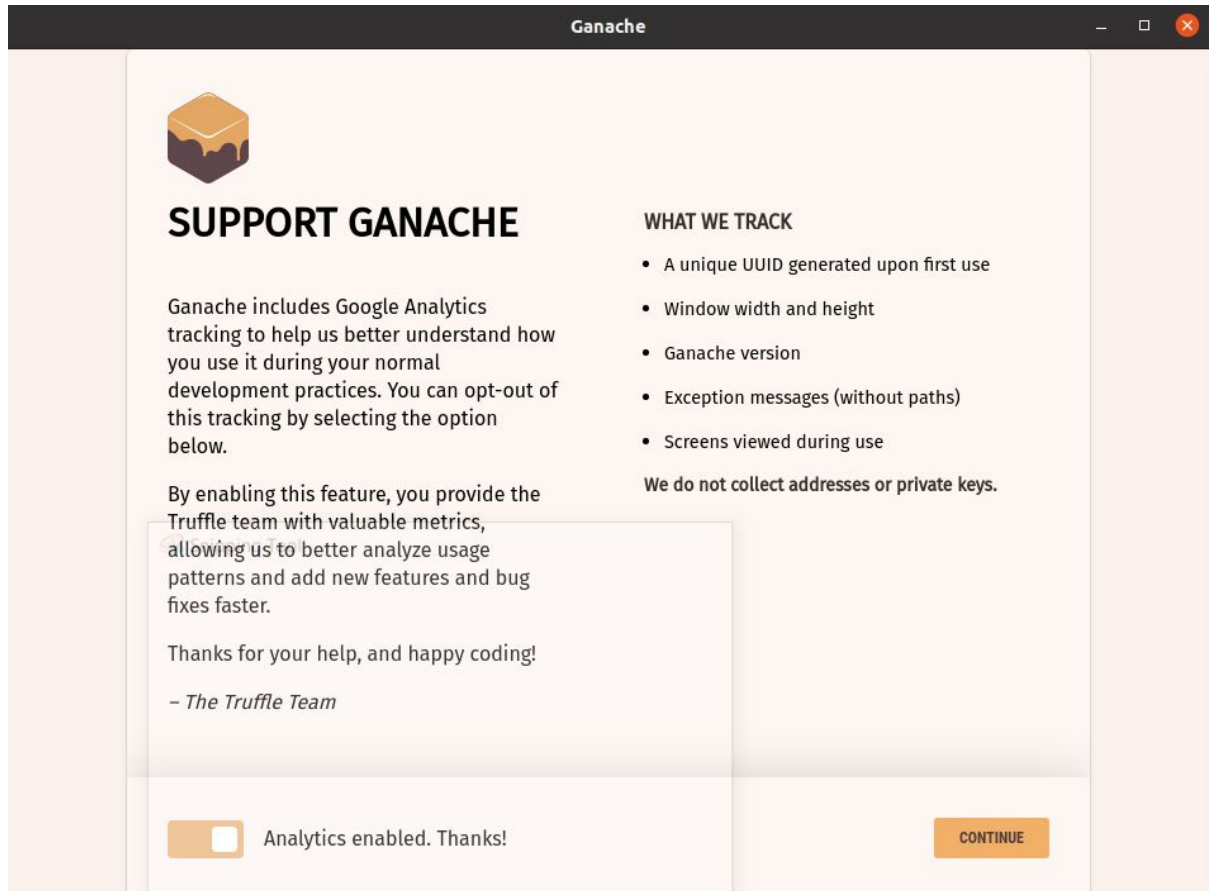 Ganache
SUPPORT GANACHE
Ganache includes Google Analytics
tracking to help us better understand how
you use it during your normal
development practices. You can opt-out of
this tracking by selecting the option
below.
By enabling this feature, you provide the
Truffle team with valuable metrics,
allowing us to better analyze usage
patterns and add new features and bug
fixes faster.
Thanks for your help, and happy coding!
– The Truffle Team
WHAT WE TRACK
• A unique UUID generated upon first use
• Window width and height
• Ganache version
• Exception messages (without paths)
• Screens viewed during use
We do not collect addresses or private keys.
Analytics enabled. Thanks!
CONTINUE